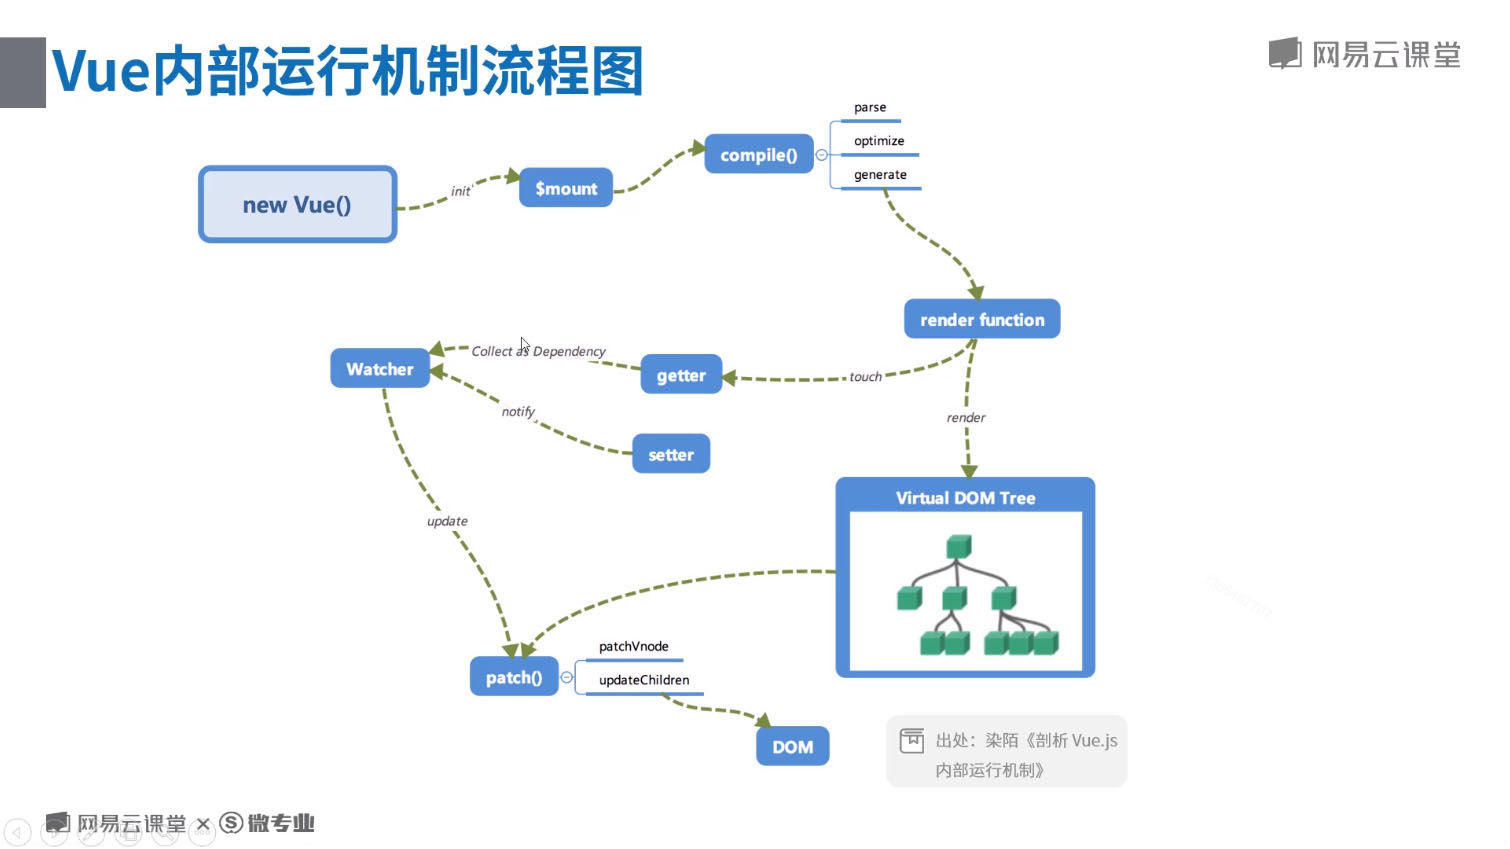 Vue内部运行机制流程图
网易云课堂
parse
optimize
generate
compile()
$mount
new Vue()
init
render function
Collect as Dependency
Watcher
getter
touch
notify
render
setter
Virtual DOM Tree
update
patchVnode
patch()
updateChildren
DOM
出处：染陌《剖析 Vue.js
内部运行机制》
网易云课堂 × 微专业